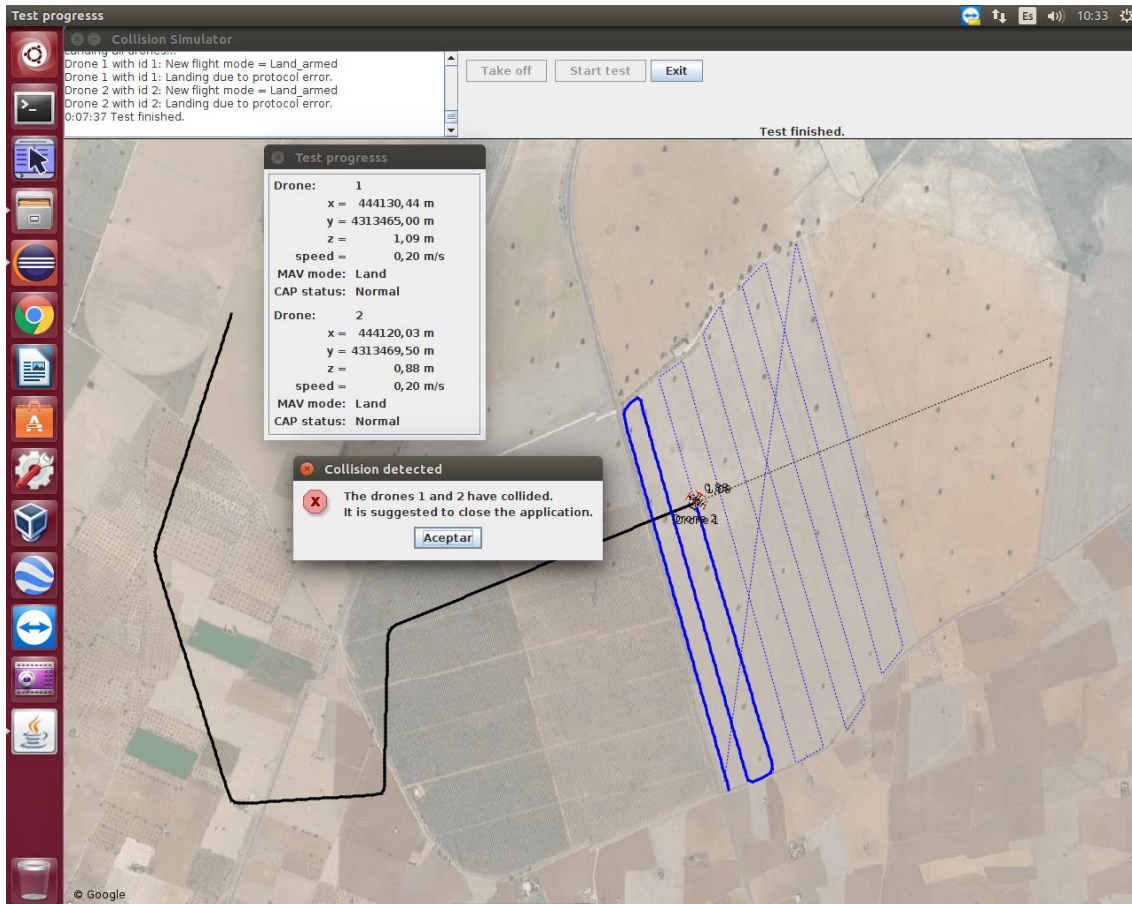 Test progresss
Es
10:33
Collision Simulator
Landing all drones...
Drone 1 with id 1: New flight mode = Land_armed
Drone 1 with id 1: Landing due to protocol error.
Drone 2 with id 2: New flight mode = Land_armed
Drone 2 with id 2: Landing due to protocol error.
0:07:37 Test finished.
Take off
Start test
Exit
Test finished.
Test progresss
Drone: 1
x = 444130,44 m
y = 4313465,00 m
z = 1,09 m
speed = 0,20 m/s
MAV mode: Land
CAP status: Normal
Drone: 2
x = 444120,03 m
y = 4313469,50 m
z = 0,88 m
speed = 0,20 m/s
MAV mode: Land
CAP status: Normal
Collision detected
The drones 1 and 2 have collided.
It is suggested to close the application.
Aceptar
© Google